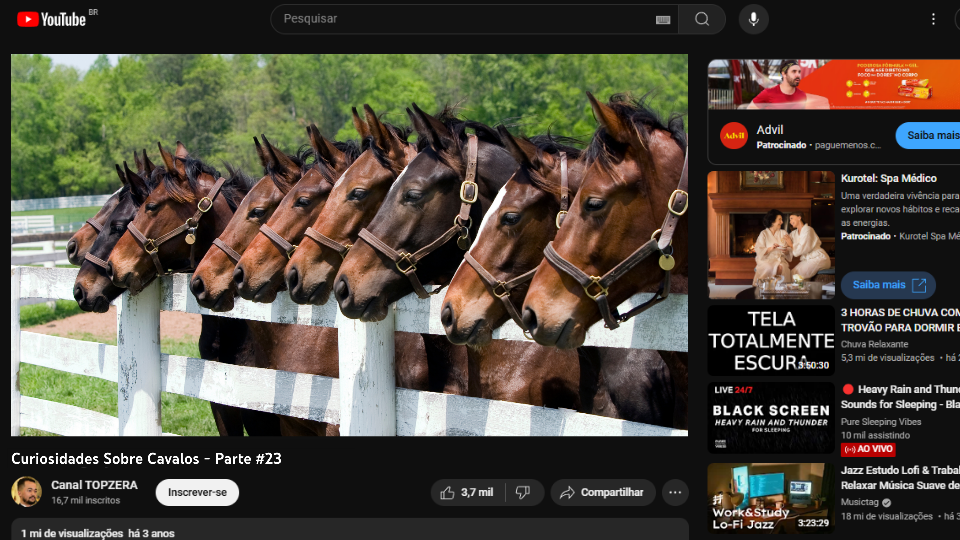 YouTube BR
Pesquisar
Advil
Patrocinado · paguemenos.c...
Saiba mais
Kurotel: Spa Médico
Uma verdadeira vivência para
explorar novos hábitos e reca
as energias.
Patrocinado · Kurotel Spa Mé
Saiba mais
TELA
TOTALMENTE
ESCURA
3:50:30
3 HORAS DE CHUVA COM
TROVÃO PARA DORMIR E
Chuva Relaxante
5,3 mi de visualizações · há
LIVE 24/7
BLACK SCREEN
HEAVY RAIN AND THUNDER
FOR SLEEPING
Heavy Rain and Thun
Sounds for Sleeping - Bla
Pure Sleeping Vibes
10 mil assistindo
AO VIVO
Work&Study
Lo-Fi Jazz
3:23:29
Jazz Estudo Lofi & Trabal
Relaxar Música Suave de
Musictag
18 mi de visualizações · há
Curiosidades Sobre Cavalos - Parte #23
Canal TOPZERA
16,7 mil inscritos
Inscrever-se
3,7 mil
Compartilhar
1 mi de visualizações há 3 anos